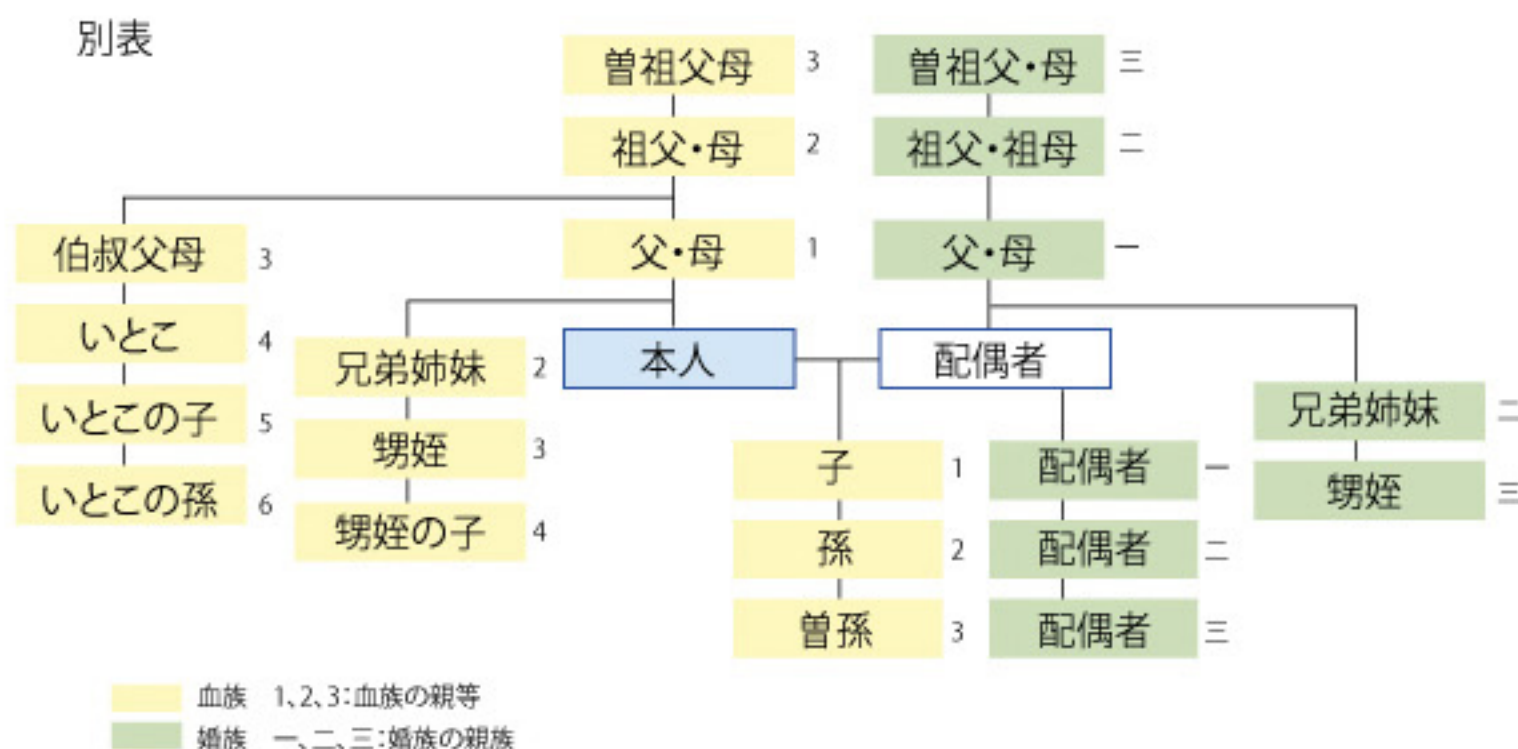 別表
曽祖父母 3
曽祖父・母 三
祖父・母 2
祖父・祖母 二
伯叔父母 3
父・母 1
父・母 一
いとこ 4
兄弟姉妹 2
本人
配偶者
いとこの子 5
甥姪 3
子 1
配偶者 一
兄弟姉妹 二
いとこの孫 6
甥姪の子 4
孫 2
配偶者 二
甥姪 三
曽孫 3
配偶者 三
血族 1、2、3:血族の親等
婚族 一、二、三:婚族の親族